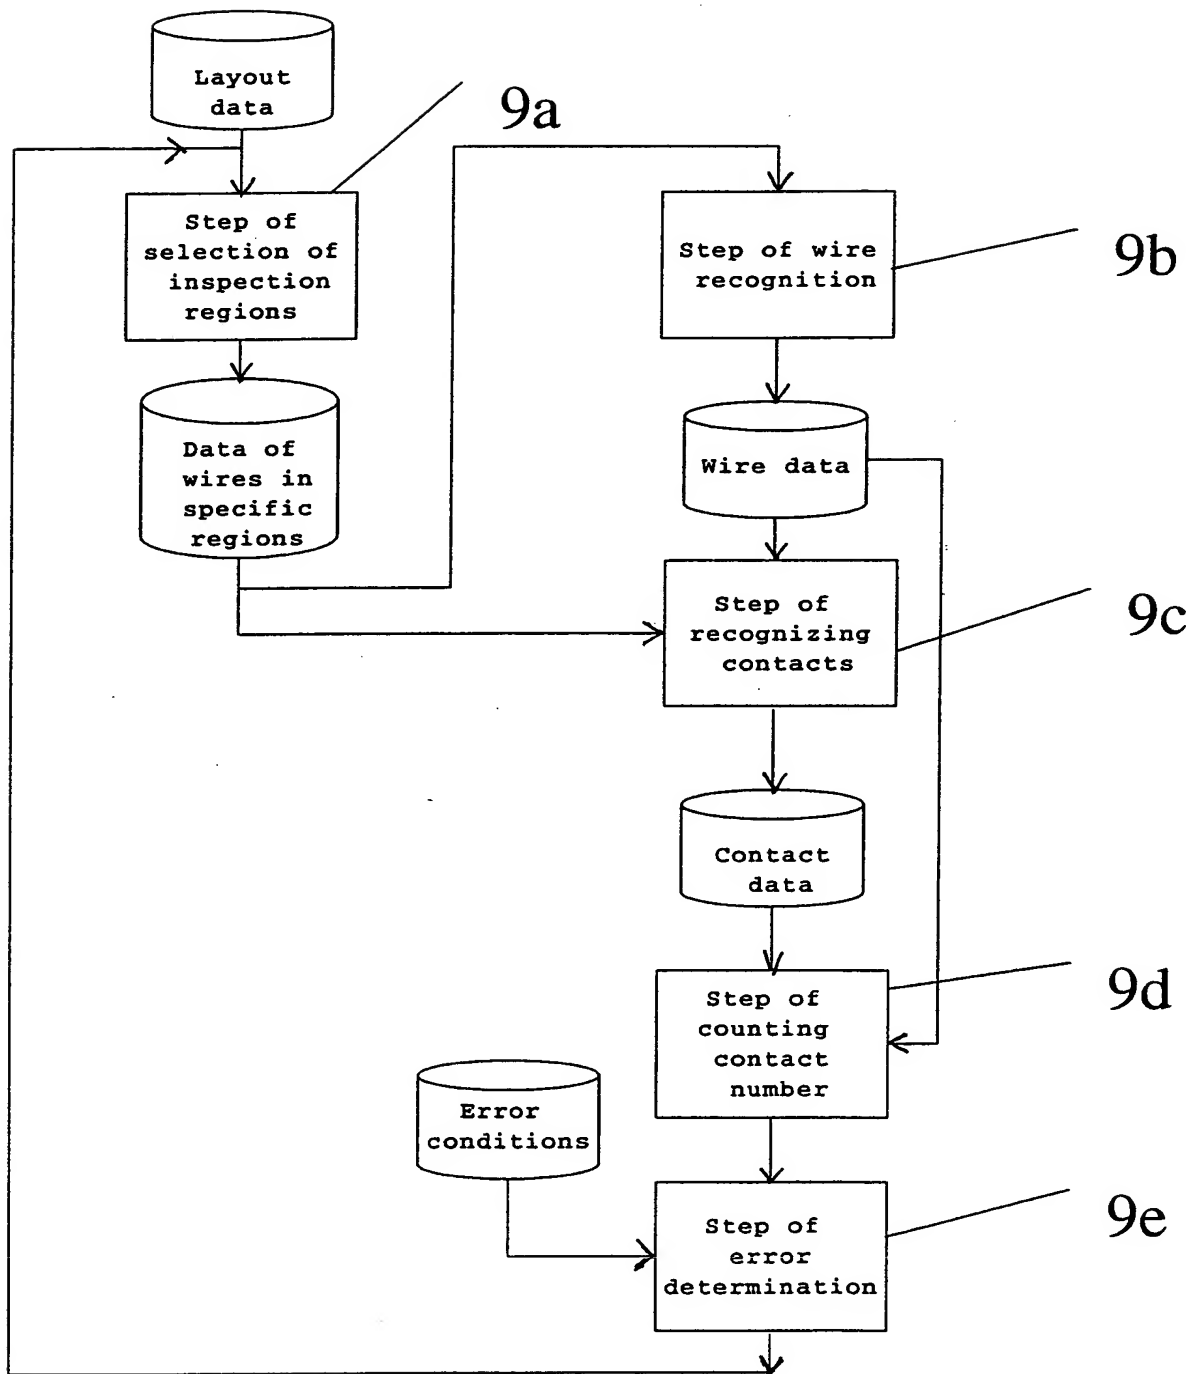 Layout
data
9a
Step of
selection of
inspection
regions
Step of wire
recognition
9b
Data of
wires in
specific
regions
Wire data
Step of
recognizing
contacts
9c
Contact
data
Step of
counting
contact
number
9d
Error
conditions
Step of
error
determination
9e